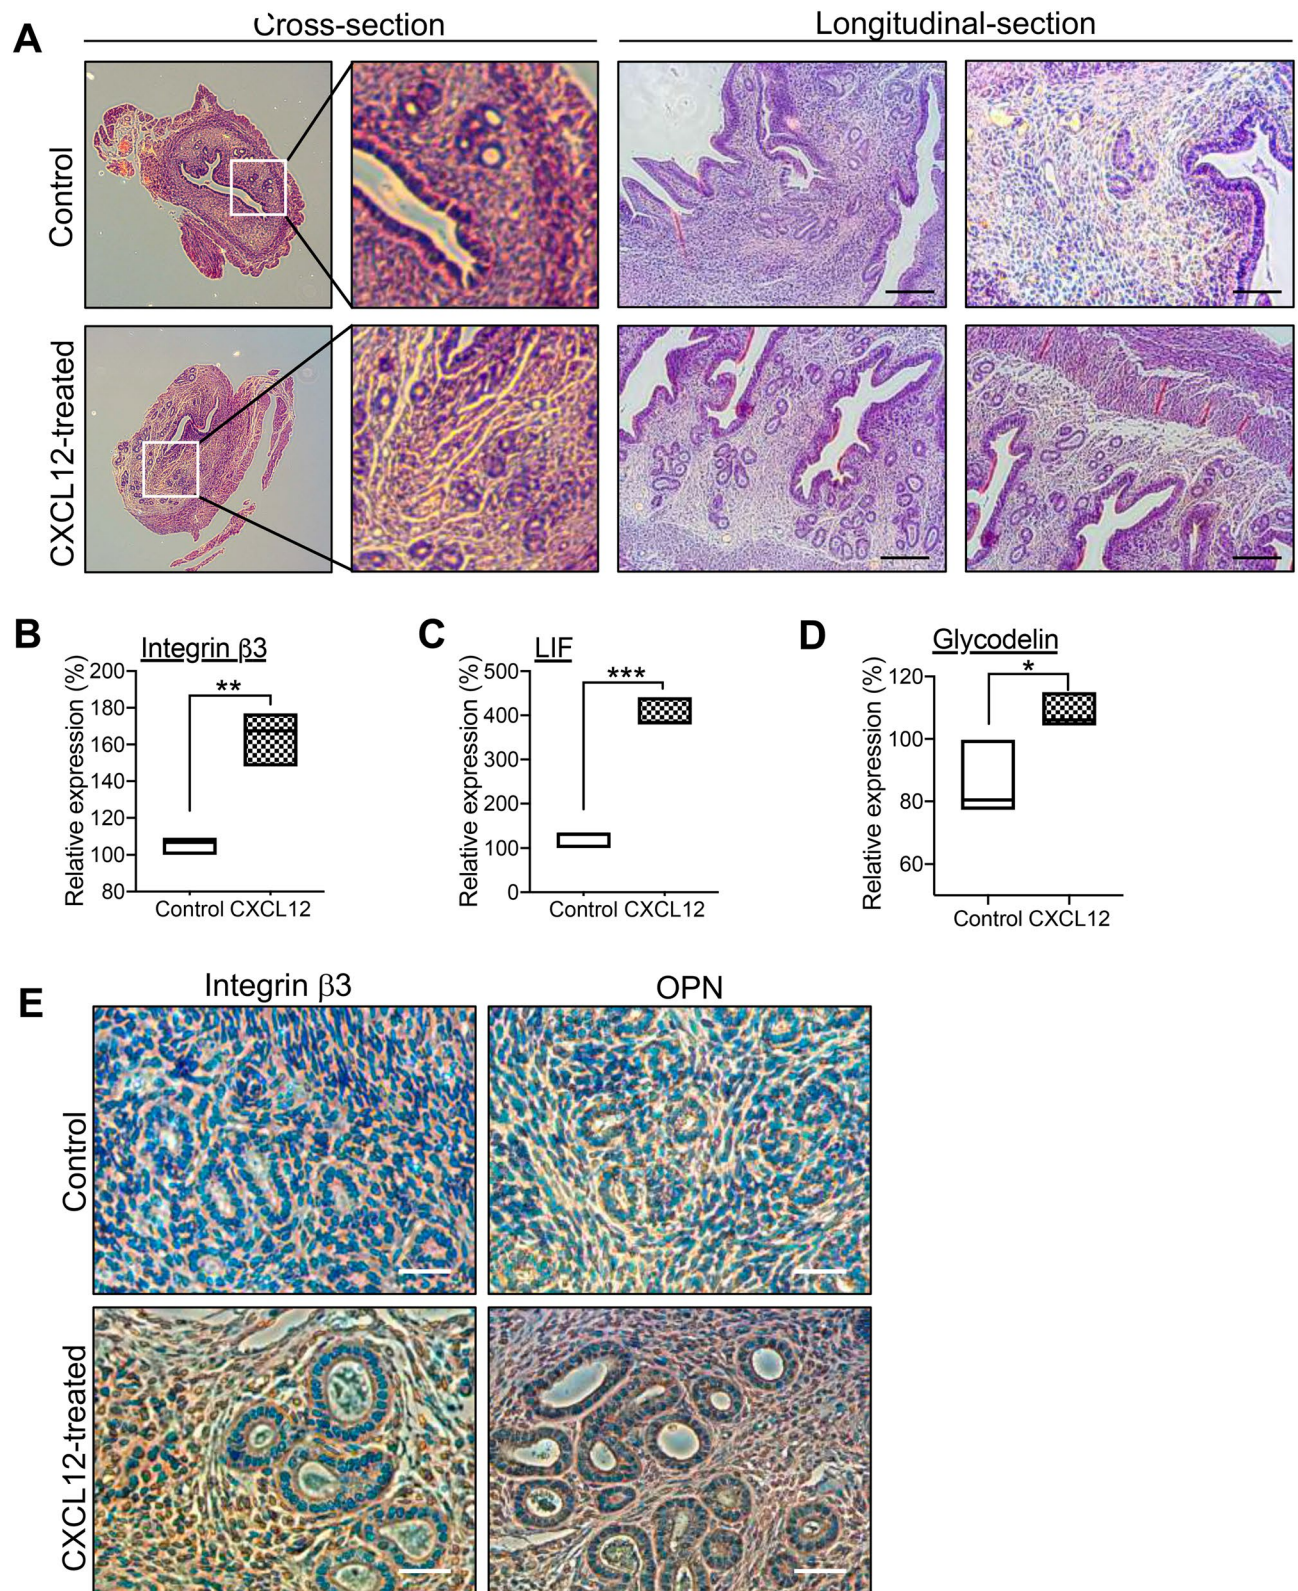 A
Cross-section
Longitudinal-section
Control
CXCL12-treated
B
Integrin β3
Relative expression (%)
200
180
160
140
120
100
80
**
Control CXCL12
C
LIF
Relative expression (%)
500
400
300
200
100
0
***
Control CXCL12
D
Glycodelin
Relative expression (%)
120
100
80
60
*
Control CXCL12
E
Integrin β3
OPN
Control
CXCL12-treated